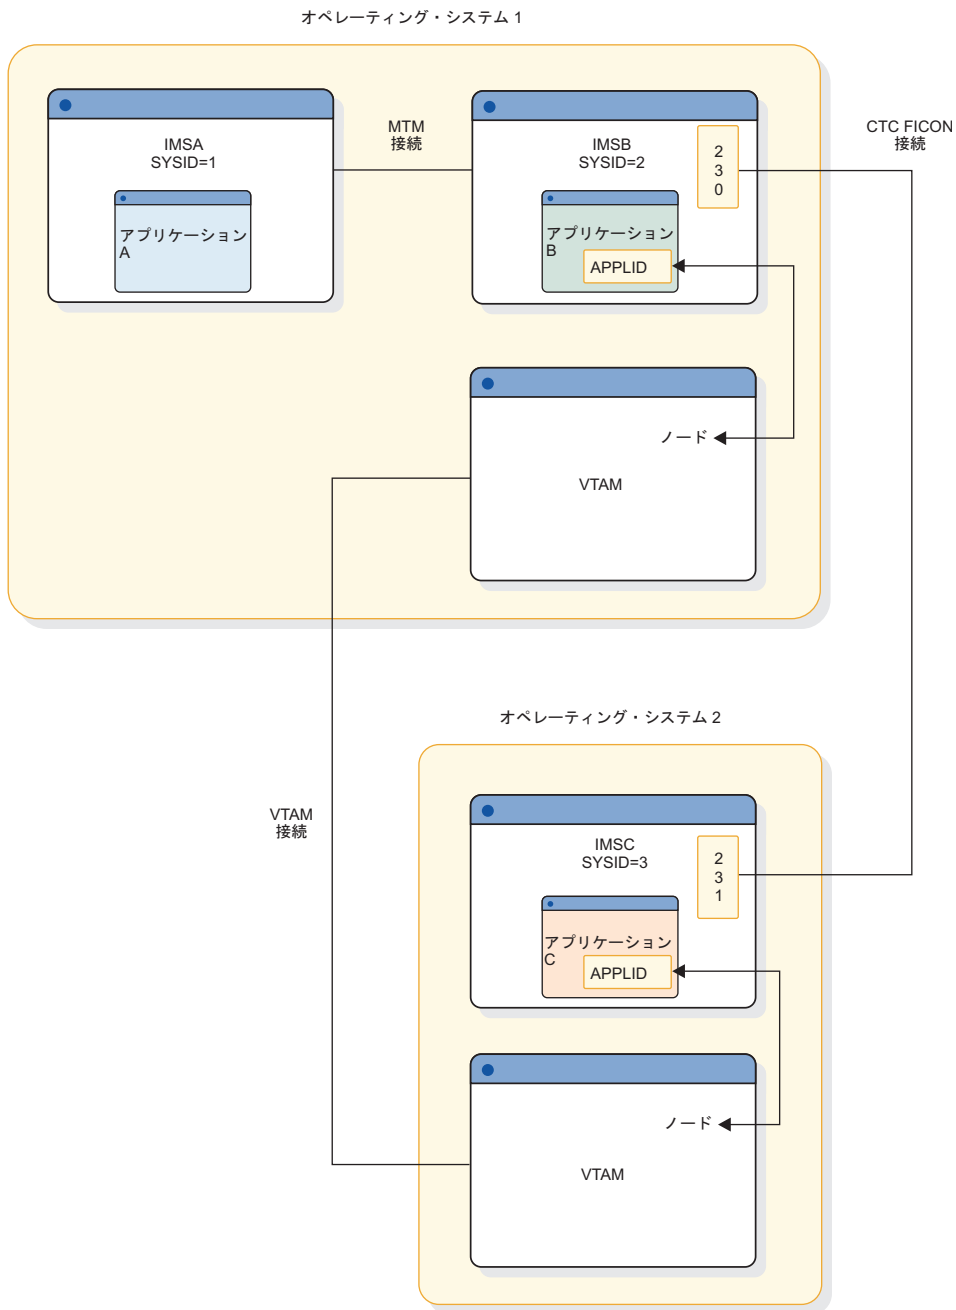 オペレーティング・システム 1
IMSA
SYSID=1
アプリケーション
A
MTM
接続
IMSB
SYSID=2
2
3
0
アプリケーション
B
APPLID
CTC FICON
接続
ノード
VTAM
VTAM
接続
オペレーティング・システム 2
IMSC
SYSID=3
2
3
1
アプリケーション
C
APPLID
ノード
VTAM